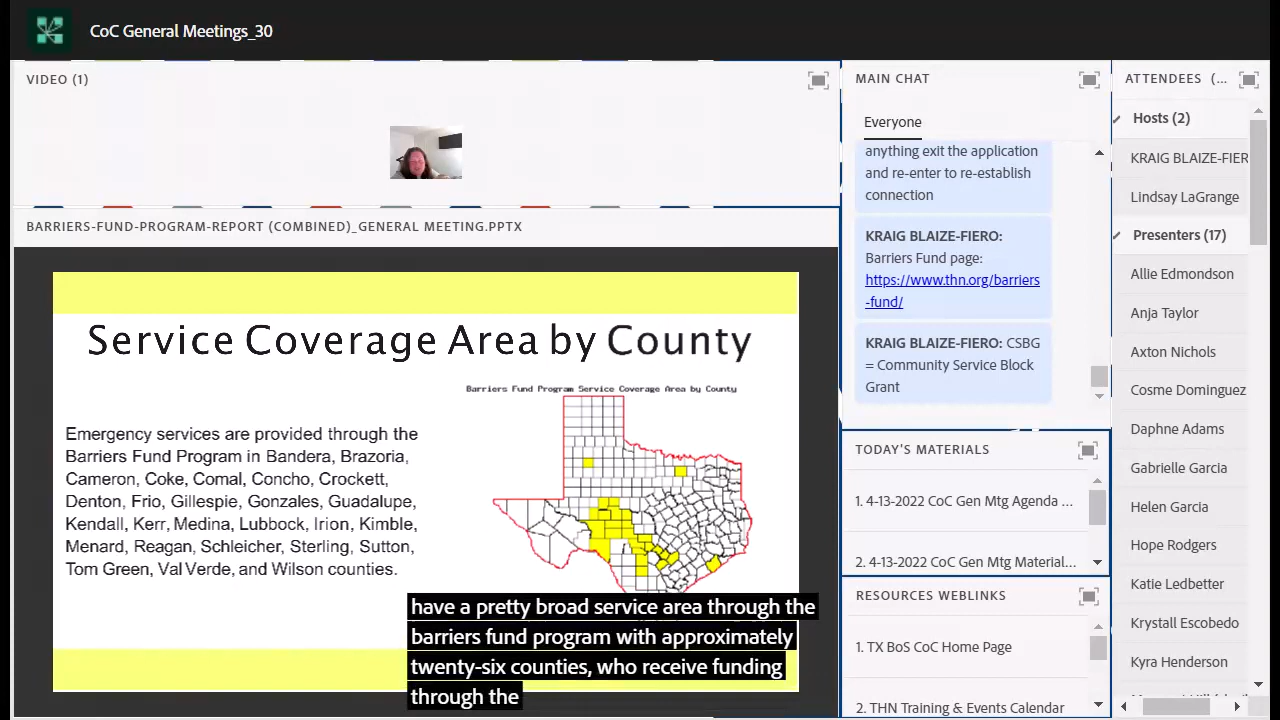 CoC General Meetings_30
VIDEO (1)
BARRIERS-FUND-PROGRAM-REPORT (COMBINED)_GENERAL MEETING.PPTX
Service Coverage Area by County
Barriers Fund Program Service Coverage Area by County
Emergency services are provided through the
Barriers Fund Program in Bandera, Brazoria,
Cameron, Coke, Comal, Concho, Crockett,
Denton, Frio, Gillespie, Gonzales, Guadalupe,
Kendall, Kerr, Medina, Lubbock, Irion, Kimble,
Menard, Reagan, Schleicher, Sterling, Sutton,
Tom Green, Val Verde, and Wilson counties.
have a pretty broad service area through the
barriers fund program with approximately
twenty-six counties, who receive funding
through the
MAIN CHAT
Everyone
anything exit the application
and re-enter to re-establish
connection
KRAIG BLAIZE-FIERO:
Barriers Fund page:
https://www.thn.org/barriers
-fund/
KRAIG BLAIZE-FIERO: CSBG
= Community Service Block
Grant
TODAY'S MATERIALS
1. 4-13-2022 CoC Gen Mtg Agenda ...
2. 4-13-2022 CoC Gen Mtg Material...
RESOURCES WEBLINKS
1. TX BoS CoC Home Page
2. THN Training & Events Calendar
ATTENDEES (...
Hosts (2)
KRAIG BLAIZE-FIER
Lindsay LaGrange
Presenters (17)
Allie Edmondson
Anja Taylor
Axton Nichols
Cosme Dominguez
Daphne Adams
Gabrielle Garcia
Helen Garcia
Hope Rodgers
Katie Ledbetter
Krystall Escobedo
Kyra Henderson